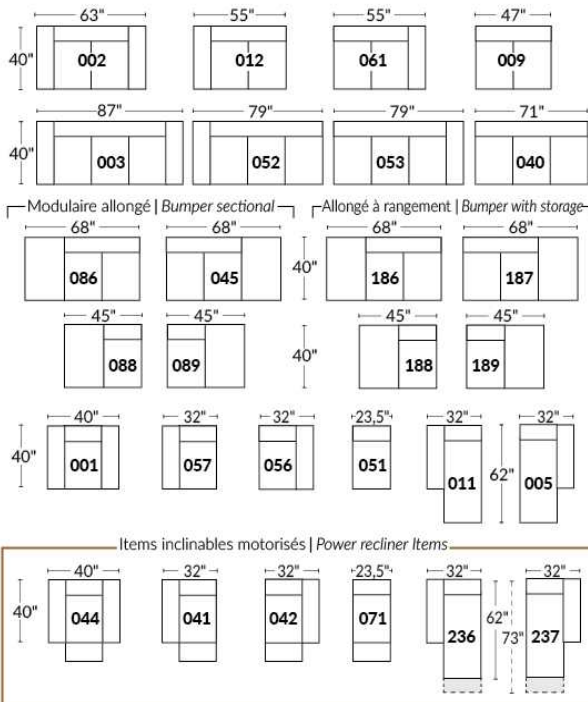 63" 55" 55" 47"
40" 002 012 061 009
87" 79" 79" 71"
40" 003 052 053 040
Modulaire allongé | Bumper sectional Allongé à rangement | Bumper with storage
68" 68" 68" 68"
086 045 40" 186 187
45" 45" 45" 45"
088 089 40" 188 189
40" 32" 32" 23,5" 32" 32"
40" 001 057 056 051 011 62" 005
Items inclinables motorisés | Power recliner Items
40" 32" 32" 23,5" 32" 32"
40" 044 041 042 071 236 62" 73" 237